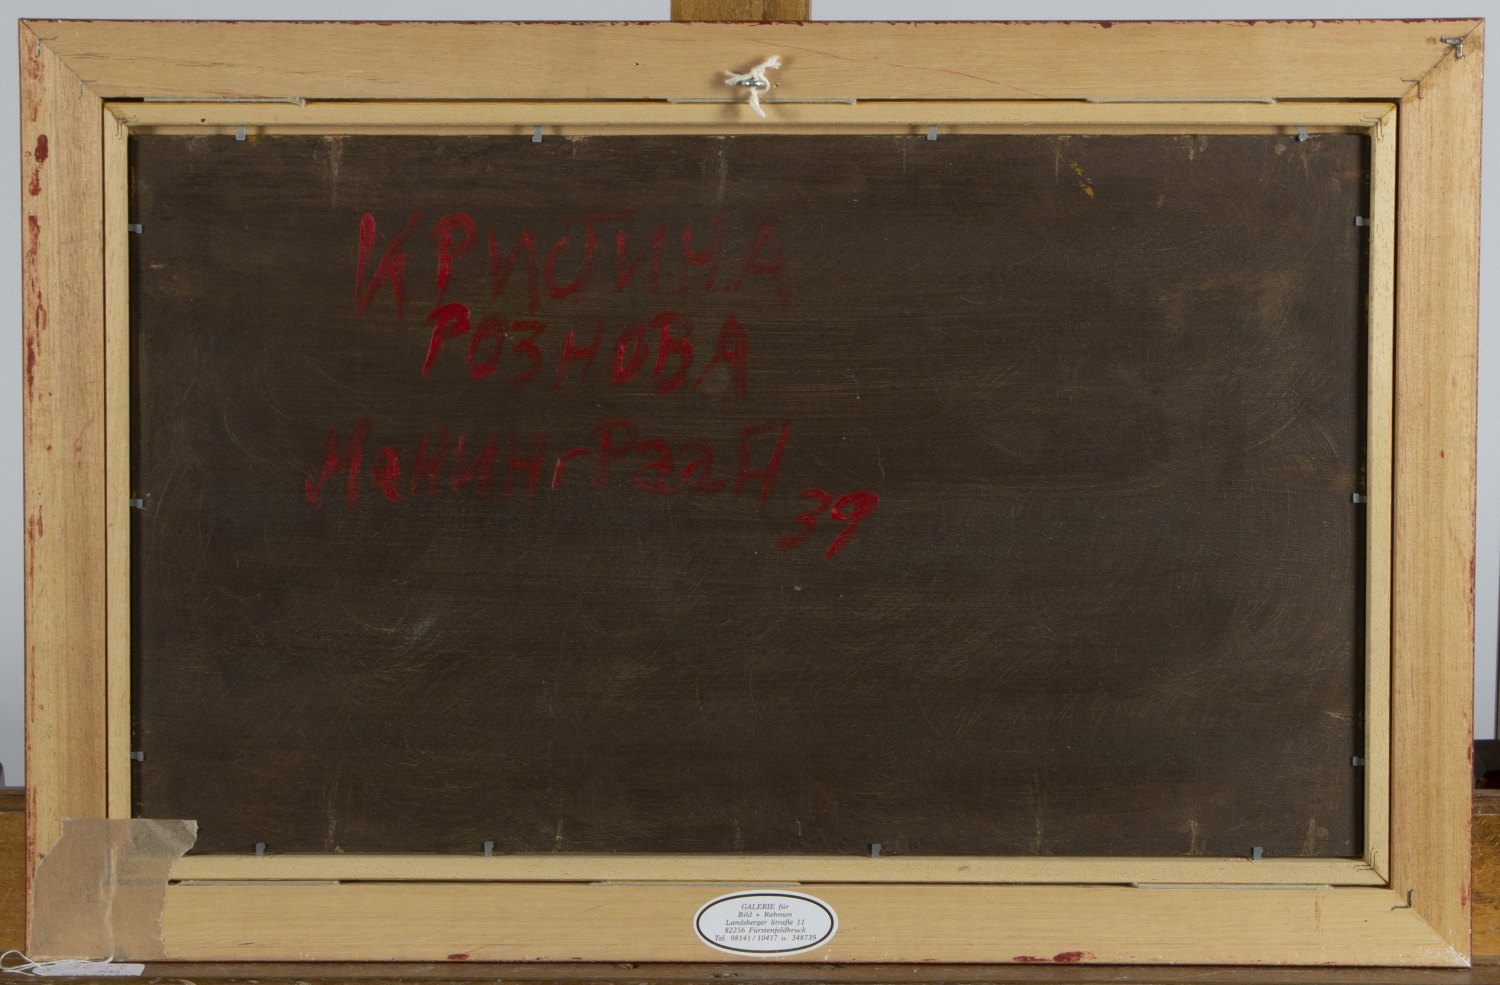 КРИСТИНА
РОЗНОВА
Ленинград
39
GALERIE für
Bild + Rahmen
Landsberger Straße 11
82256 Fürstenfeldbruck
Tel. 08141 / 10417 u. 348739